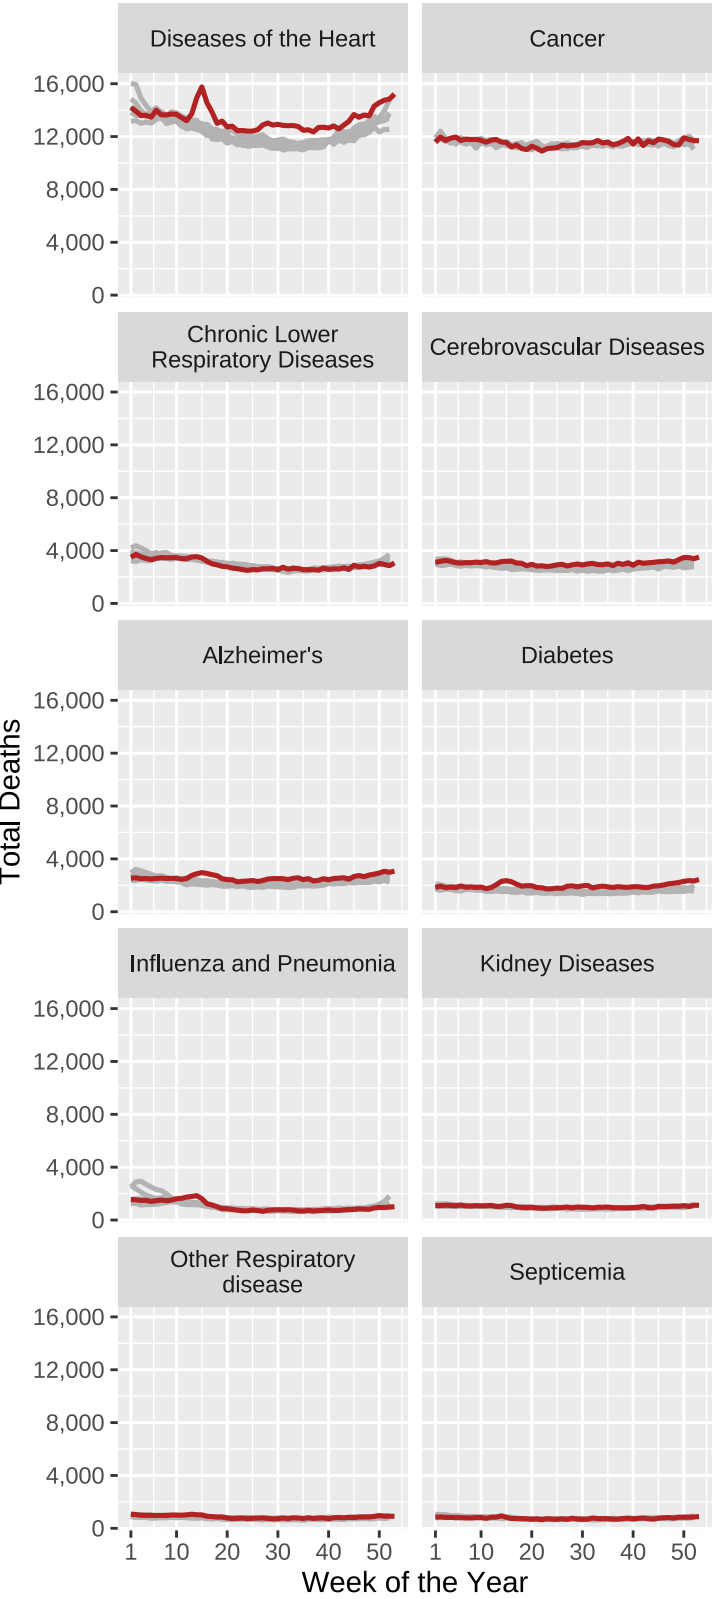 Diseases of the Heart
Cancer
16,000
12,000
8,000
4,000
0
Chronic Lower
Respiratory Diseases
Cerebrovascular Diseases
16,000
12,000
8,000
4,000
0
Alzheimer's
Diabetes
16,000
12,000
8,000
4,000
0
Total Deaths
Influenza and Pneumonia
Kidney Diseases
16,000
12,000
8,000
4,000
0
Other Respiratory
disease
Septicemia
16,000
12,000
8,000
4,000
0
1 10 20 30 40 50 1 10 20 30 40 50
Week of the Year